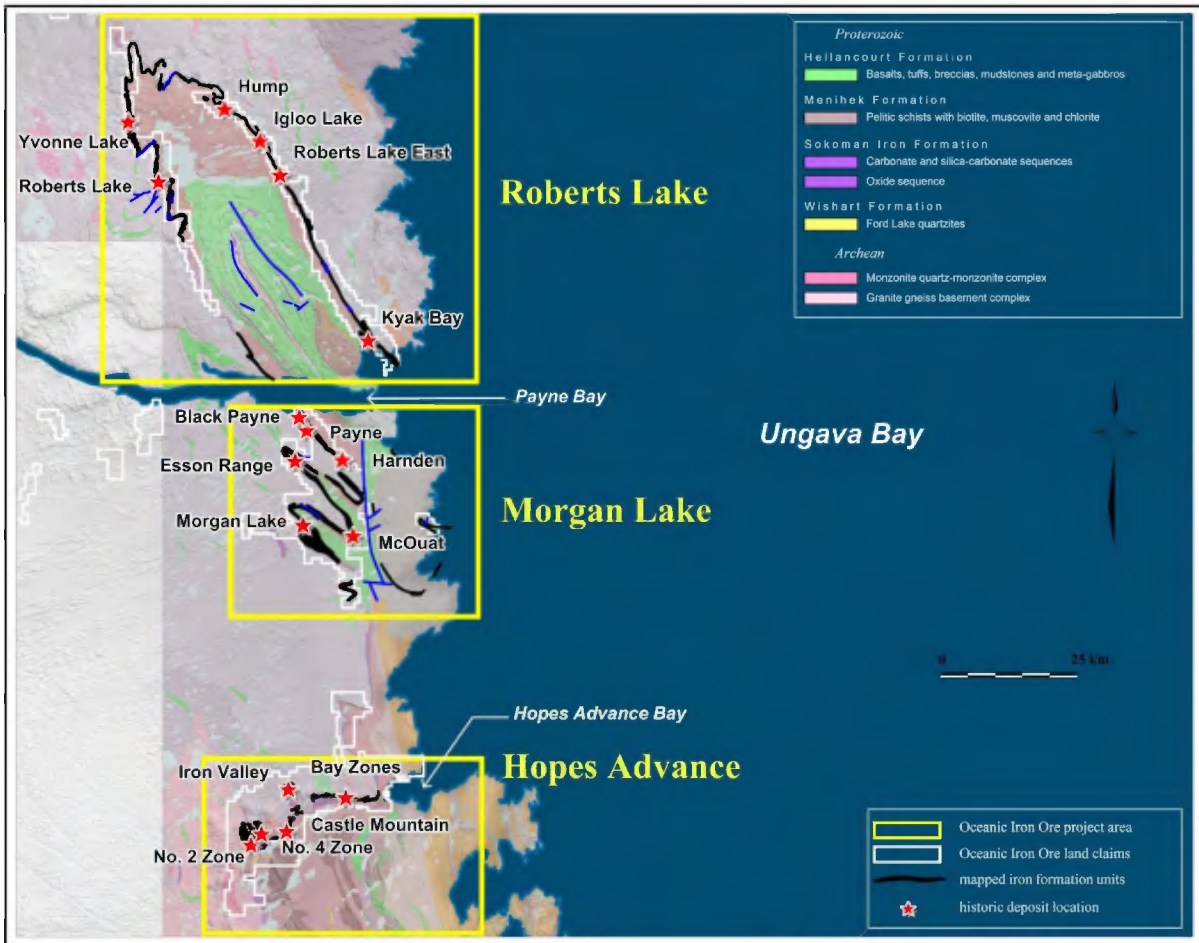 Proterozoic
Hellancourt Formation
Basalts, tuffs, breccias, mudstones and meta-gabbros
Menihek Formation
Pelitic schists with biotite, muscovite and chlorite
Sokoman Iron Formation
Carbonate and silica-carbonate sequences
Oxide sequence
Wishart Formation
Ford Lake quartzites
Archean
Monzonite quartz-monzonite complex
Granite gneiss basement complex
Hump
Igloo Lake
Yvonne Lake
Roberts Lake East
Roberts Lake
Roberts Lake
Kyak Bay
Payne Bay
Black Payne
Payne
Ungava Bay
Esson Range
Harnden
Morgan Lake
Morgan Lake
McOuat
0 25 km
Hopes Advance Bay
Hopes Advance
Iron Valley
Bay Zones
Castle Mountain
No. 4 Zone
No. 2 Zone
Oceanic Iron Ore project area
Oceanic Iron Ore land claims
mapped iron formation units
historic deposit location